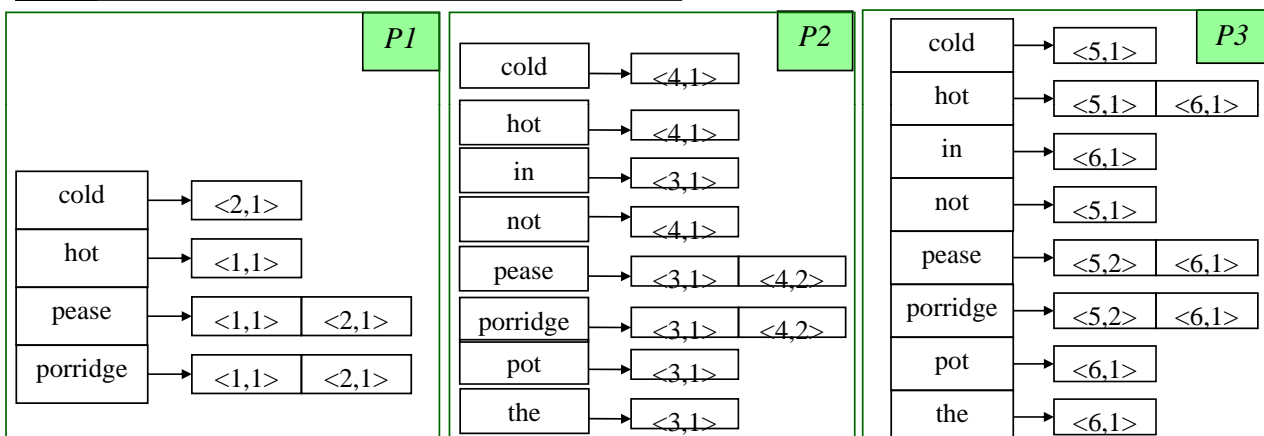 P1
cold <2,1>
hot <1,1>
pease <1,1> <2,1>
porridge <1,1> <2,1>
P2
cold <4,1>
hot <4,1>
in <3,1>
not <4,1>
pease <3,1> <4,2>
porridge <3,1> <4,2>
pot <3,1>
the <3,1>
P3
cold <5,1>
hot <5,1> <6,1>
in <6,1>
not <5,1>
pease <5,2> <6,1>
porridge <5,2> <6,1>
pot <6,1>
the <6,1>